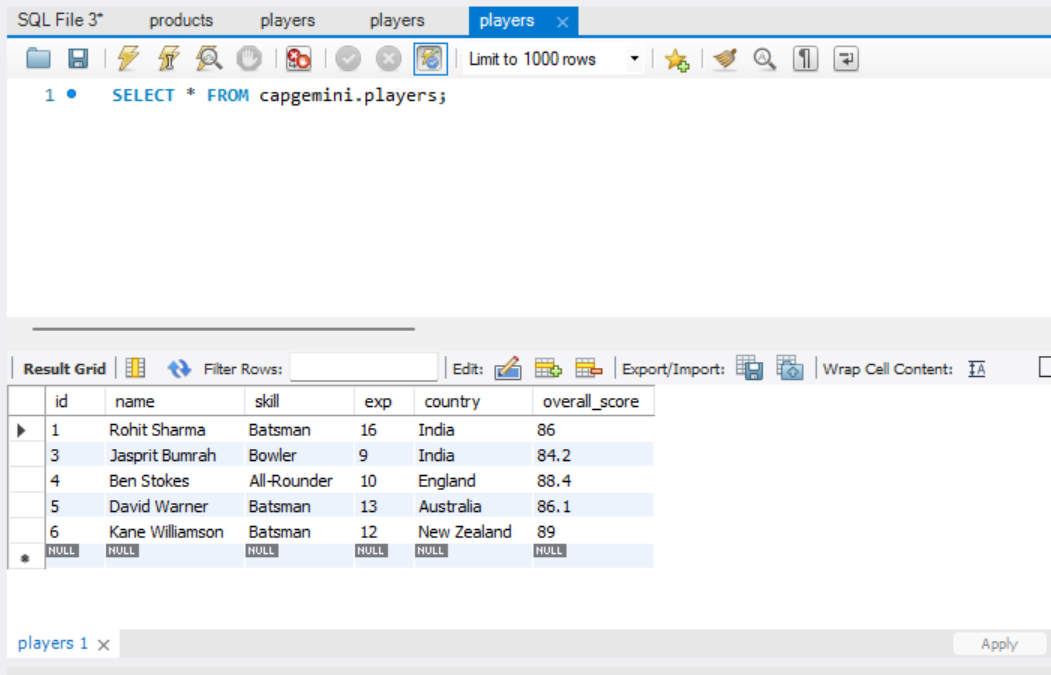 SQL File 3* products players players players ×
Limit to 1000 rows
1 SELECT * FROM capgemini.players;
Result Grid Filter Rows: Edit: Export/Import: Wrap Cell Content: IA
id name skill exp country overall_score
1 Rohit Sharma Batsman 16 India 86
3 Jasprit Bumrah Bowler 9 India 84.2
4 Ben Stokes All-Rounder 10 England 88.4
5 David Warner Batsman 13 Australia 86.1
6 Kane Williamson Batsman 12 New Zealand 89
NULL NULL NULL NULL NULL NULL
players 1 × Apply